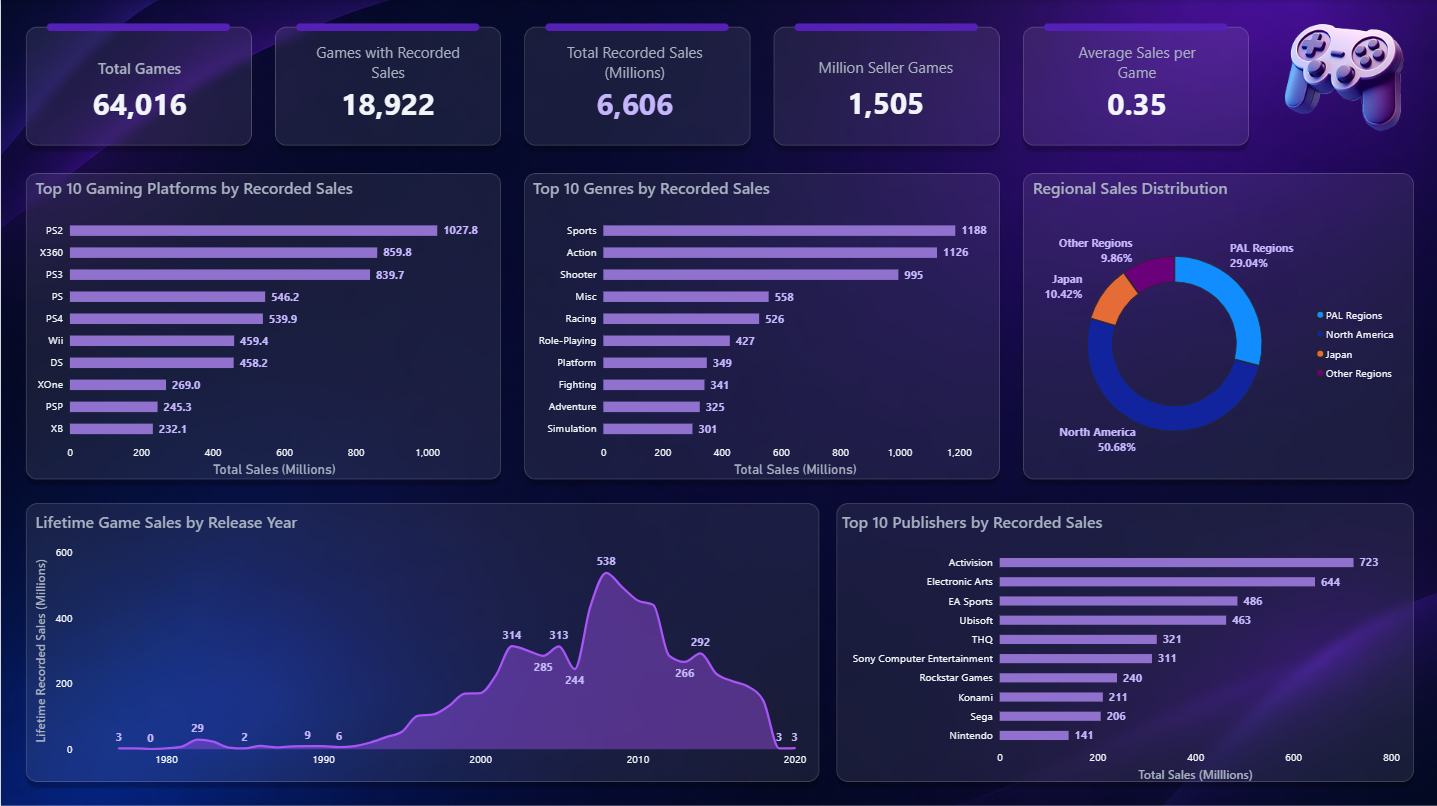 Total Games
64,016
Games with Recorded
Sales
18,922
Total Recorded Sales
(Millions)
6,606
Million Seller Games
1,505
Average Sales per
Game
0.35
Top 10 Gaming Platforms by Recorded Sales
PS2 1027.8
X360 859.8
PS3 839.7
PS 546.2
PS4 539.9
Wii 459.4
DS 458.2
XOne 269.0
PSP 245.3
XB 232.1
0 200 400 600 800 1,000
Total Sales (Millions)
Top 10 Genres by Recorded Sales
Sports 1188
Action 1126
Shooter 995
Misc 558
Racing 526
Role-Playing 427
Platform 349
Fighting 341
Adventure 325
Simulation 301
0 200 400 600 800 1,000 1,200
Total Sales (Millions)
Regional Sales Distribution
Other Regions
9.86%
PAL Regions
29.04%
Japan
10.42%
North America
50.68%
PAL Regions
North America
Japan
Other Regions
Lifetime Game Sales by Release Year
Lifetime Recorded Sales (Millions)
600
400
200
0
3 0 29 2 9 6 314 285 313 244 538 266 292 3 3
1980 1990 2000 2010 2020
Top 10 Publishers by Recorded Sales
Activision 723
Electronic Arts 644
EA Sports 486
Ubisoft 463
THQ 321
Sony Computer Entertainment 311
Rockstar Games 240
Konami 211
Sega 206
Nintendo 141
0 200 400 600 800
Total Sales (Milllions)